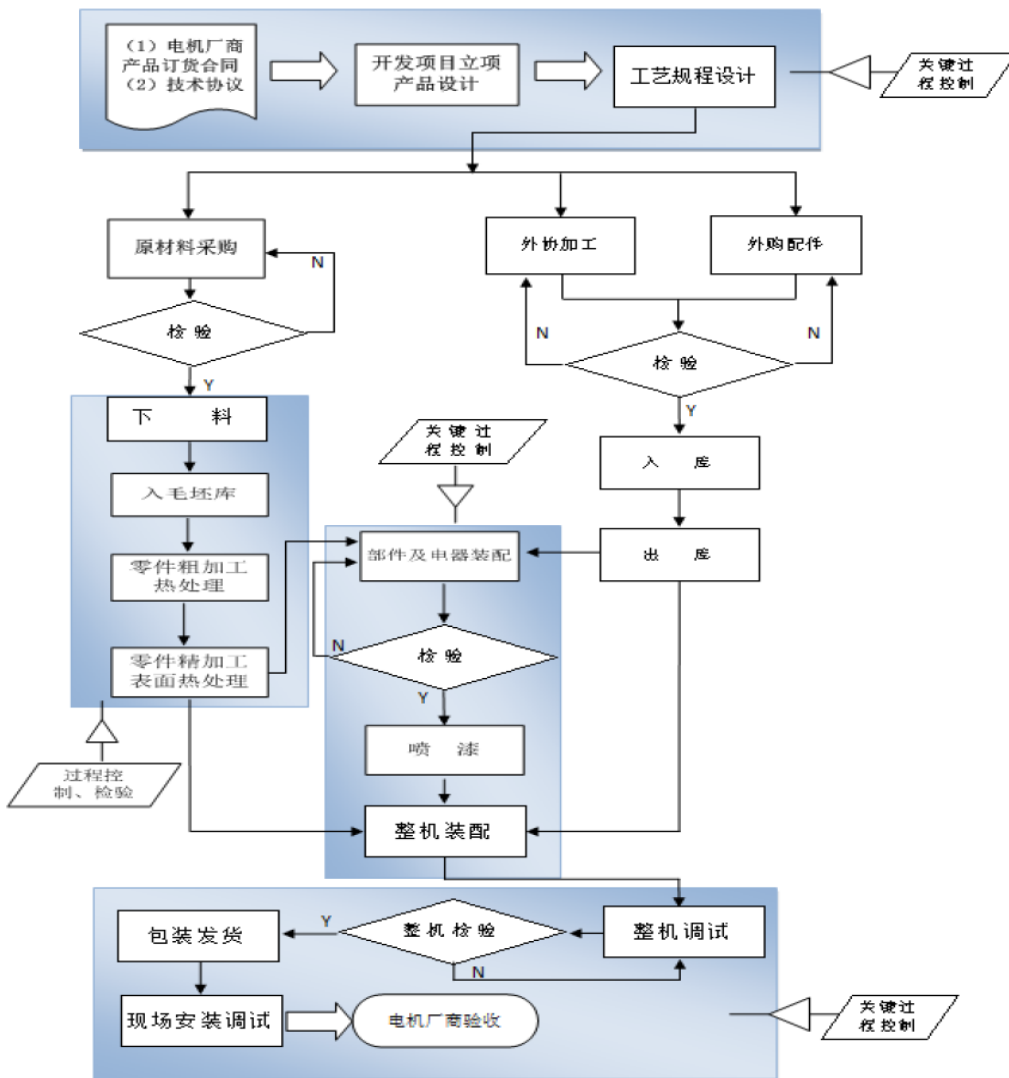 （1）电机厂商
产品订货合同
（2）技术协议
开发项目立项
产品设计
工艺规程设计
关键过
程控制
原材料采购
N
检 验
Y
外协加工
外购配件
N
N
检 验
Y
下 料
入毛坯库
零件粗加工
热处理
零件精加工
表面热处理
过程控
制、检验
关键过
程控制
入 库
出 库
部件及电器装配
N
检 验
Y
喷 漆
整机装配
整机调试
整机检验
Y
N
包装发货
现场安装调试
电机厂商验收
关键过
程控制